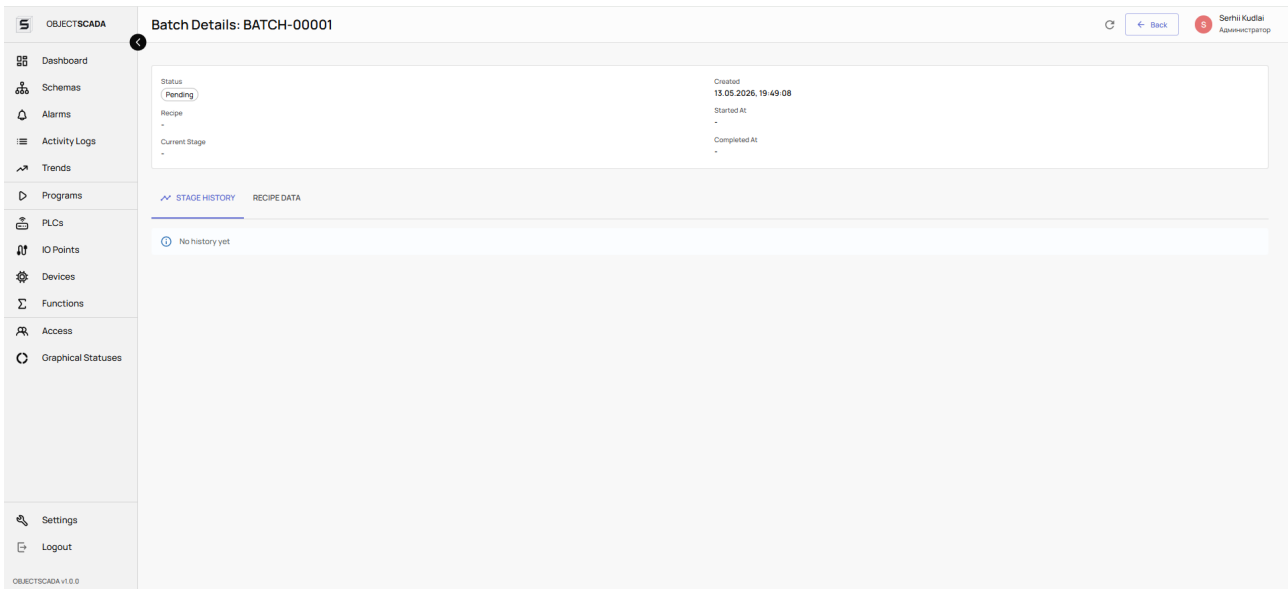 OBJECTSCADA
Batch Details: BATCH-00001
Back
S
Serhii Kudlai
Администратор
Dashboard
Schemas
Alarms
Activity Logs
Trends
Programs
PLCs
IO Points
Devices
Functions
Access
Graphical Statuses
Settings
Logout
OBJECTSCADA v1.0.0
Status
Pending
Recipe
-
Current Stage
-
Created
13.05.2026, 19:49:08
Started At
-
Completed At
-
STAGE HISTORY
RECIPE DATA
No history yet